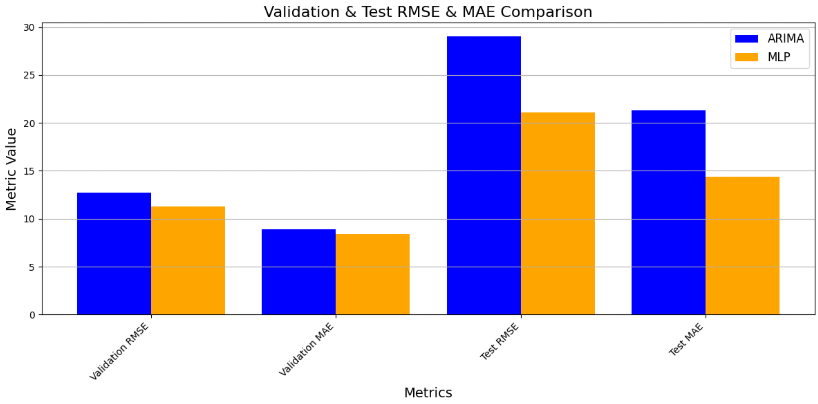 Validation & Test RMSE & MAE Comparison
ARIMA
MLP
Metric Value
30
25
20
15
10
5
0
Validation RMSE
Validation MAE
Test RMSE
Test MAE
Metrics